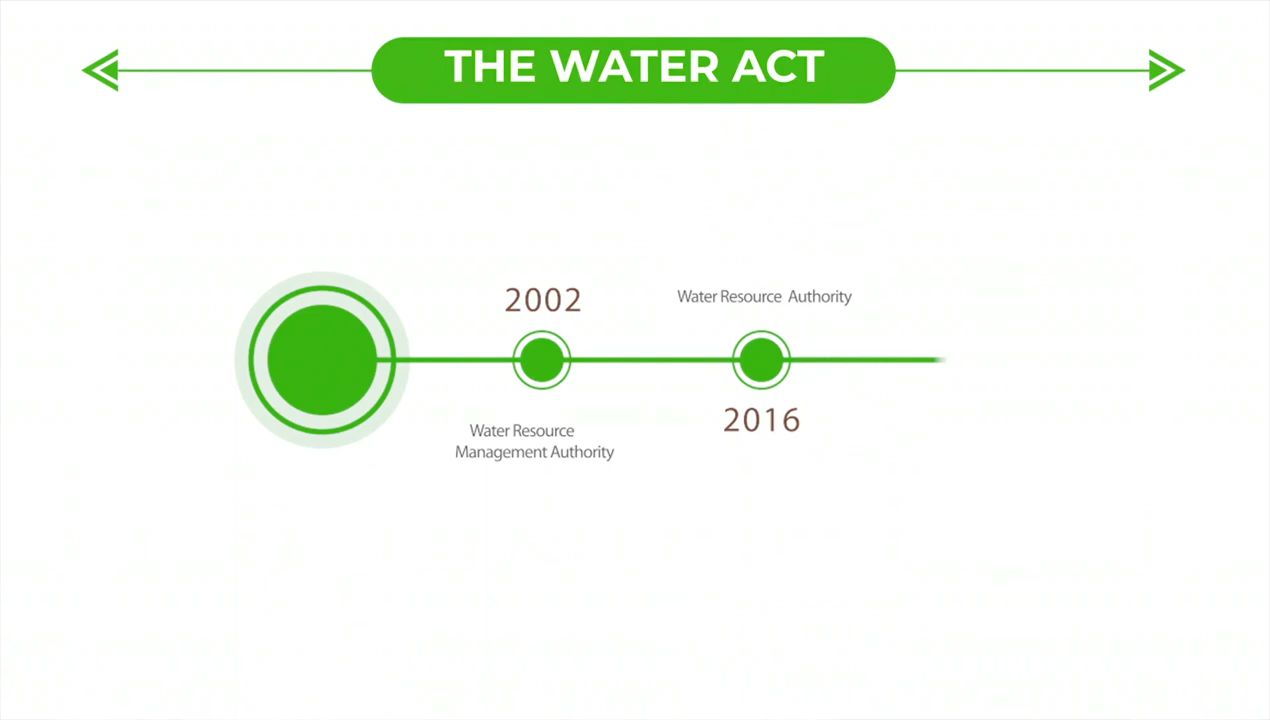 THE WATER ACT
2002
Water Resource
Management Authority
Water Resource Authority
2016